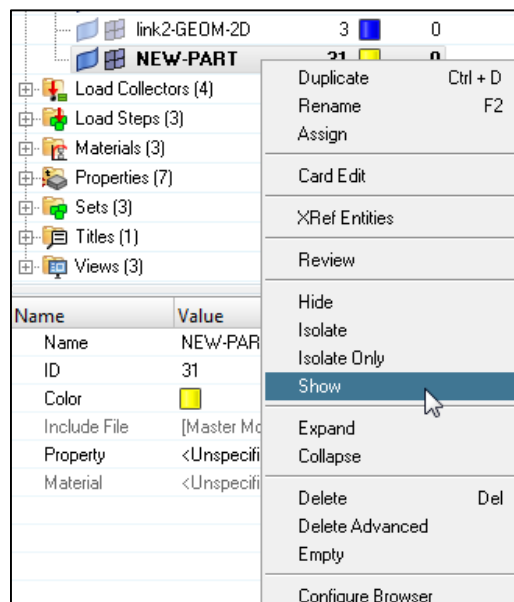 link2-GEOM-2D 3 0
NEW-PART 31 0
Load Collectors (4)
Load Steps (3)
Materials (3)
Properties (7)
Sets (3)
Titles (1)
Views (3)
Name Value
Name NEW-PAR
ID 31
Color
Include File [Master Mo
Property <Unspecifi
Material <Unspecifi
Duplicate Ctrl + D
Rename F2
Assign
Card Edit
XRef Entities
Review
Hide
Isolate
Isolate Only
Show
Expand
Collapse
Delete Del
Delete Advanced
Empty
Configure Browser